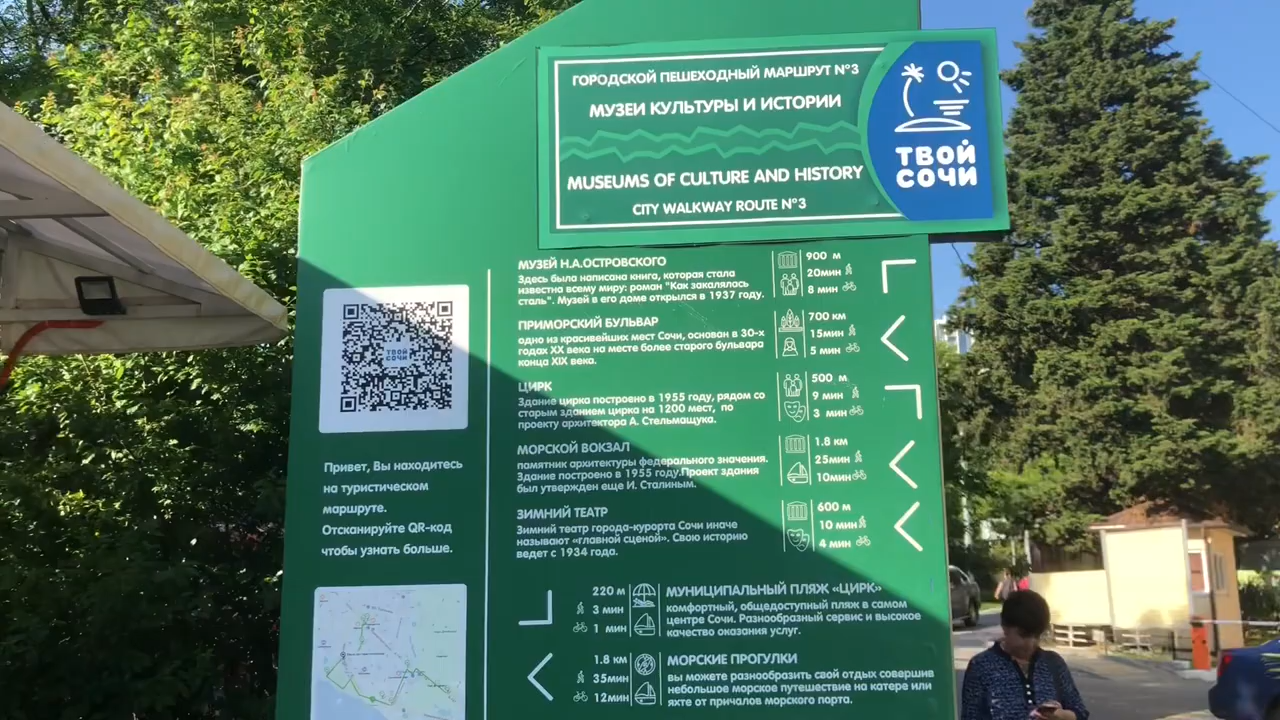 ГОРОДСКОЙ ПЕШЕХОДНЫЙ МАРШРУТ N°3
МУЗЕИ КУЛЬТУРЫ И ИСТОРИИ
MUSEUMS OF CULTURE AND HISTORY
CITY WALKWAY ROUTE N°3
ТВОЙ
СОЧИ
МУЗЕЙ Н.А.ОСТРОВСКОГО
Здесь была написана книга, которая стала
известна всему миру: роман "Как закалялась
сталь". Музей в его доме открылся в 1937 году.
900 м
20мин
8 мин
ПРИМОРСКИЙ БУЛЬВАР
одно из красивейших мест Сочи, основан в 30-х
годах XX века на месте более старого бульвара
конца XIX века.
700 км
15мин
5 мин
ЦИРК
Здание цирка построено в 1955 году, рядом со
старым зданием цирка на 1200 мест, по
проекту архитектора А. Стельмащука.
500 м
9 мин
3 мин
МОРСКОЙ ВОКЗАЛ
памятник архитектуры федерального значения.
Здание построено в 1955 году.Проект здания
был утвержден еще И. Сталиным.
1.8 км
25мин
10мин
ЗИМНИЙ ТЕАТР
Зимний театр города-курорта Сочи иначе
называют «главной сценой». Свою историю
ведет с 1934 года.
600 м
10 мин
4 мин
ТВОЙ
СОЧИ
Привет, Вы находитесь
на туристическом
маршруте.
Отсканируйте QR-код
чтобы узнать больше.
220 м
3 мин
1 мин
МУНИЦИПАЛЬНЫЙ ПЛЯЖ «ЦИРК»
комфортный, общедоступный пляж в самом
центре Сочи. Разнообразный сервис и высокое
качество оказания услуг.
1.8 км
35мин
12мин
МОРСКИЕ ПРОГУЛКИ
вы можете разнообразить свой отдых совершив
небольшое морское путешествие на катере или
яхте от причалов морского порта.